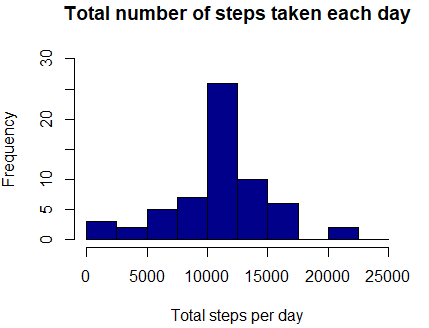 Total number of steps taken each day
Frequency
30
20
10
5
0
0 5000 10000 15000 20000 25000
Total steps per day